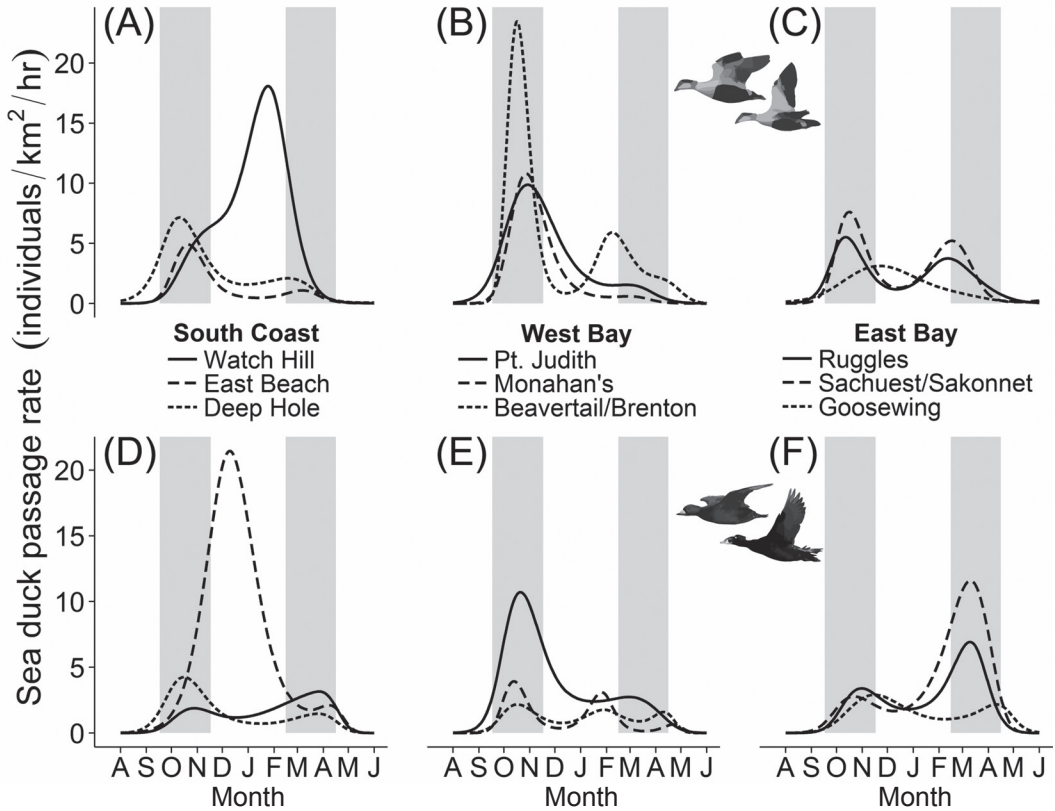 (A) (B) (C)
Sea duck passage rate (individuals/km²/hr)
20
15
10
5
0
South Coast
Watch Hill
East Beach
Deep Hole
West Bay
Pt. Judith
Monahan's
Beavertail/Brenton
East Bay
Ruggles
Sachuest/Sakonnet
Goosewing
(D) (E) (F)
20
15
10
5
0
A S O N D J F M A M J
A S O N D J F M A M J
A S O N D J F M A M J
Month
Month
Month